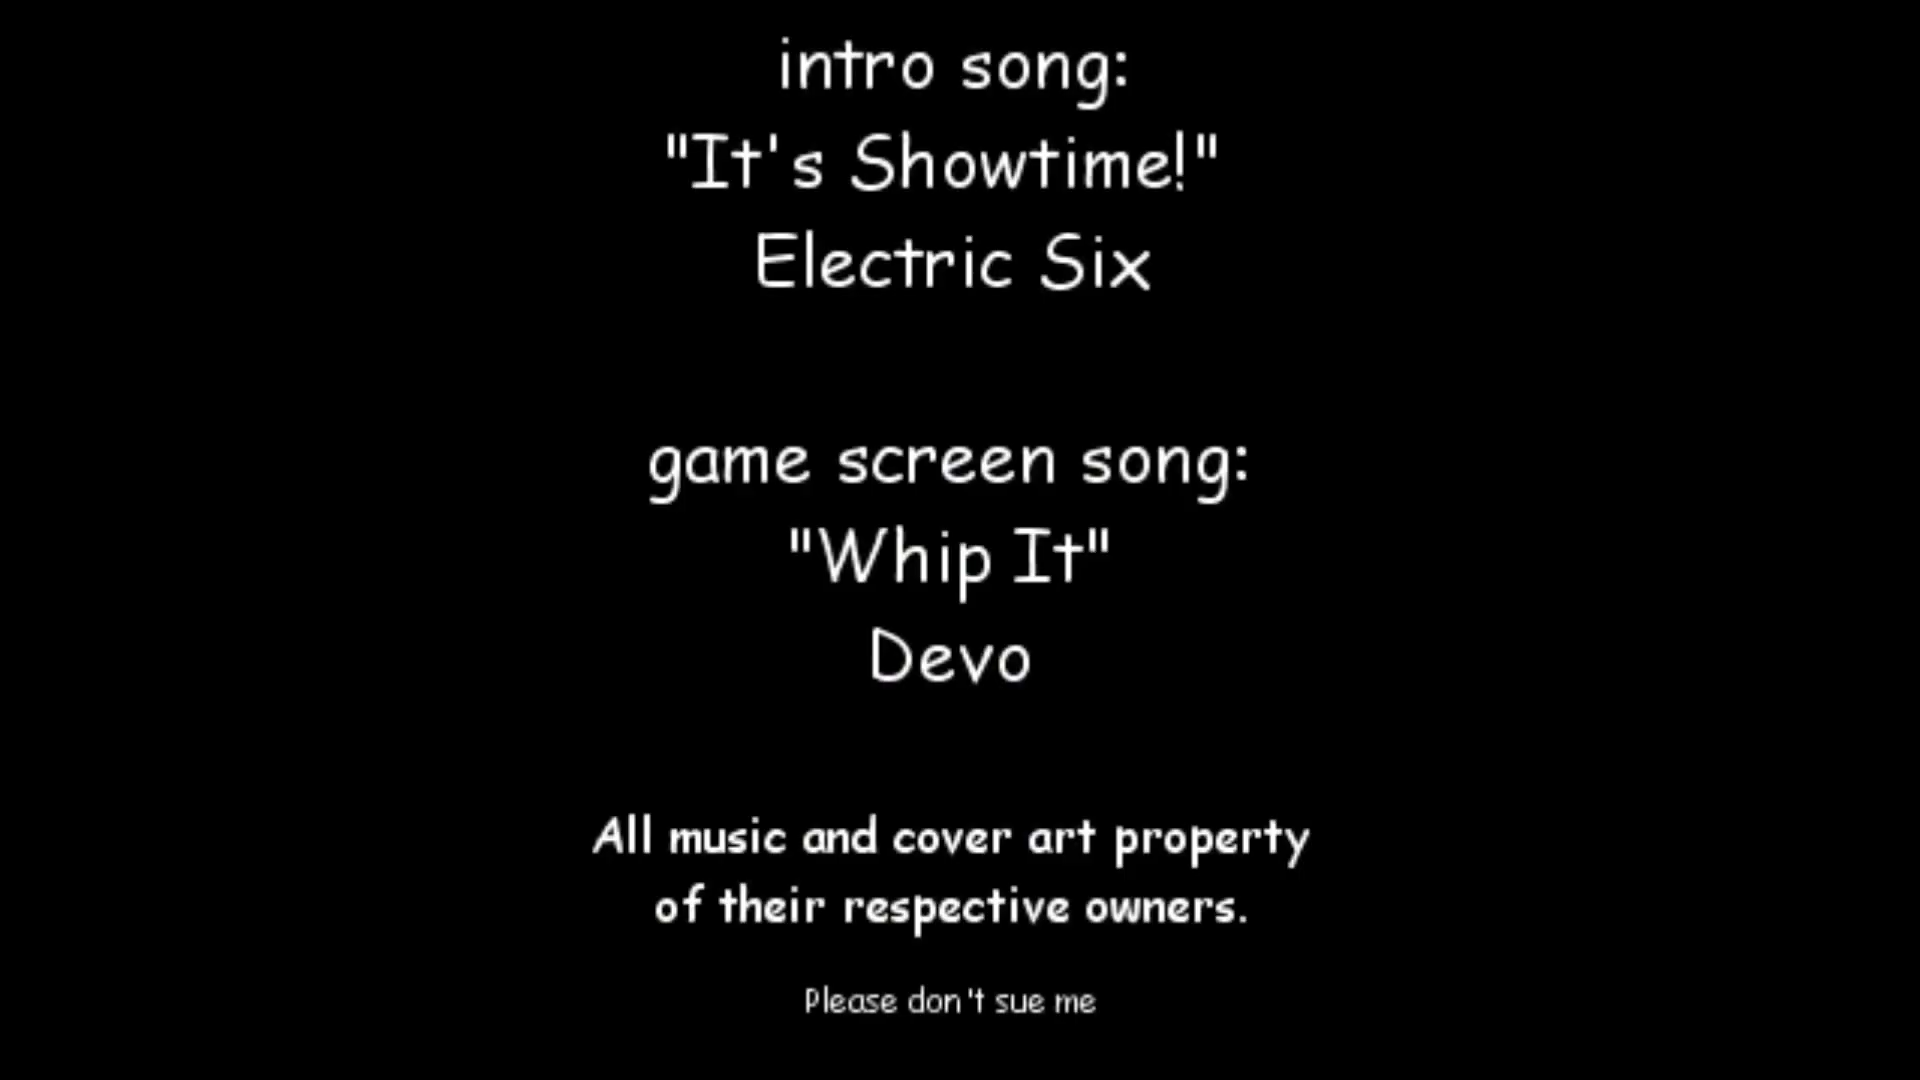 intro song:
"It's Showtime!"
Electric Six
game screen song:
"Whip It"
Devo
All music and cover art property
of their respective owners.
Please don't sue me